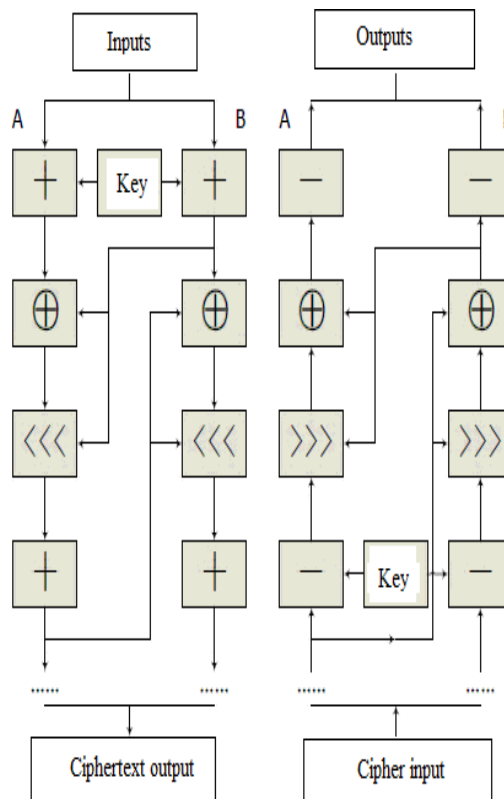 Inputs
Outputs
A
B
A
+
Key
+
−
−
⊕
⊕
⊕
⊕
<<<
<<<
>>>
>>>
+
+
−
Key
−
......
......
......
......
Ciphertext output
Cipher input